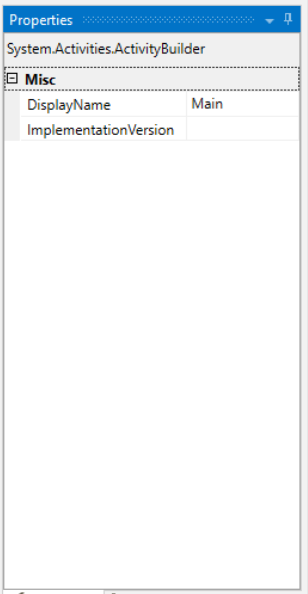 Properties
System.Activities.ActivityBuilder
Misc
DisplayName Main
ImplementationVersion